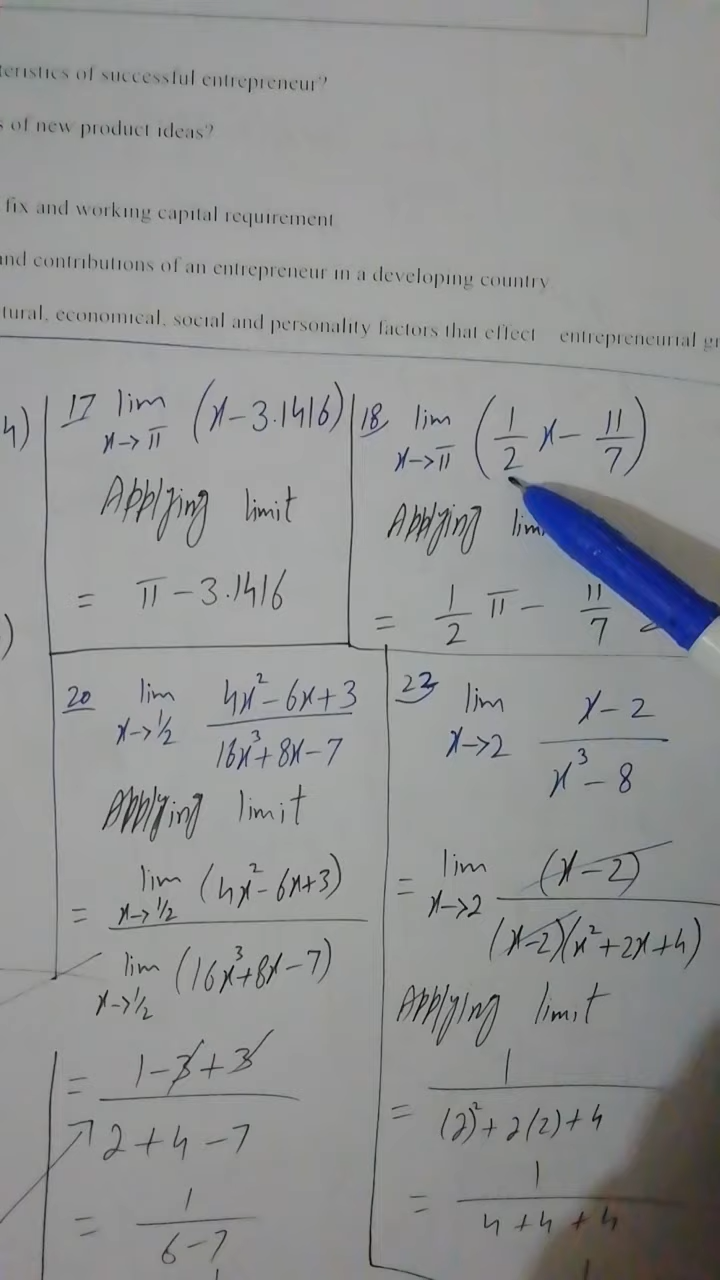 teristics of successful entrepreneur?
s of new product ideas?
fix and working capital requirement
and contributions of an entrepreneur in a developing country
tural, economical, social and personality factors that effect entrepreneurial gr
4)
17 lim x→π (x-3.1416)
Applying limit
= π-3.1416
18 lim x→π (1/2 x - 11/7)
Applying lim
= 1/2 π - 11/7
)
20 lim x→1/2 (4x²-6x+3)/(16x³+8x-7)
Applying limit
= lim x→1/2 (4x²-6x+3) / lim x→1/2 (16x³+8x-7)
= (1-3+3)/(2+4-7)
= 1/(6-7)
23 lim x→2 (x-2)/(x³-8)
= lim x→2 (x-2)/((x-2)(x²+2x+4))
Applying limit
= 1/((2)²+2(2)+4)
= 1/(4+4+4)